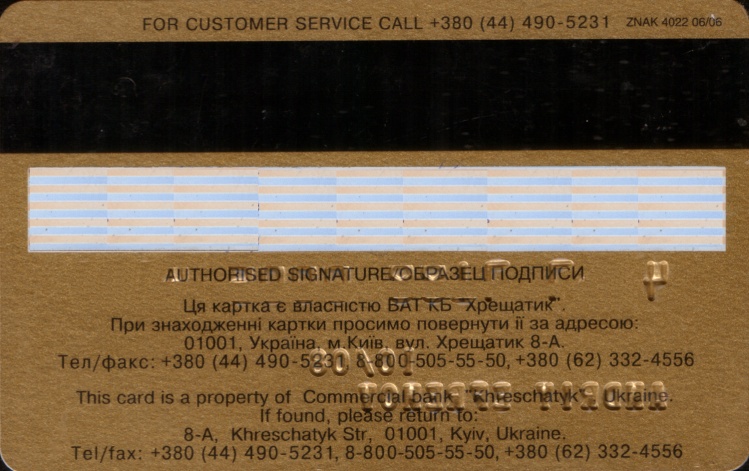 FOR CUSTOMER SERVICE CALL +380 (44) 490-5231 ZNAK 4022 06/06
AUTHORISED SIGNATURE/ОБРАЗЕЦ ПОДПИСИ
Ця картка є власністю ВАТ КБ "Хрещатик".
При знаходженні картки просимо повернути її за адресою:
01001, Україна, м.Київ, вул. Хрещатик 8-А.
Тел/факс: +380 (44) 490-5231, 8-800-505-55-50, +380 (62) 332-4556
This card is a property of Commercial bank "Khreschatyk", Ukraine.
If found, please return to:
8-A, Khreschatyk Str, 01001, Kyiv, Ukraine.
Tel/fax: +380 (44) 490-5231, 8-800-505-55-50, +380 (62) 332-4556